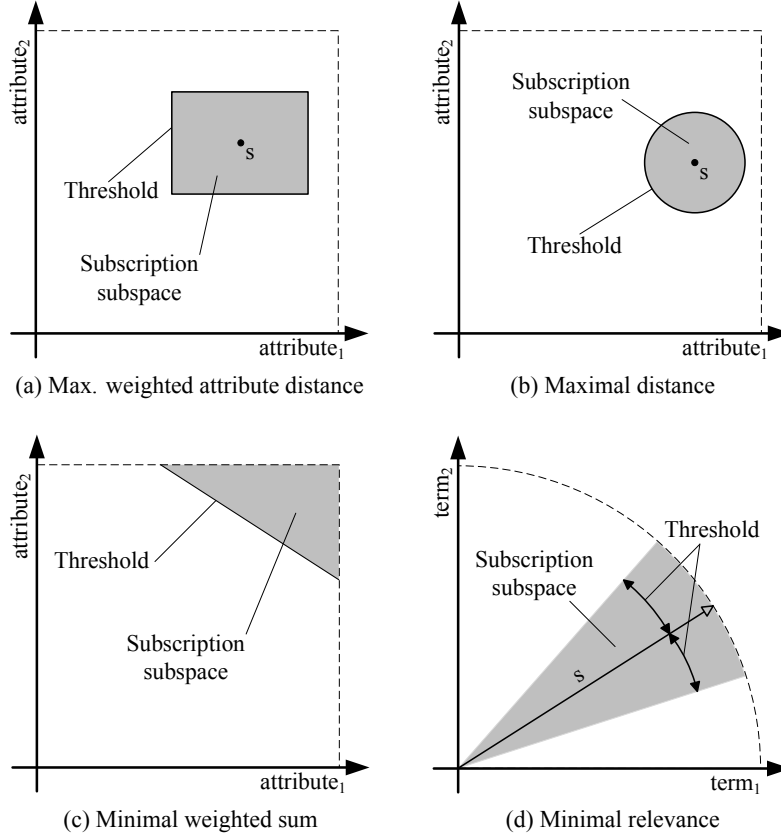 attribute2
Threshold
s
Subscription
subspace
attribute1
(a) Max. weighted attribute distance
attribute2
Subscription
subspace
s
Threshold
attribute1
(b) Maximal distance
attribute2
Threshold
Subscription
subspace
attribute1
(c) Minimal weighted sum
term2
Threshold
Subscription
subspace
s
term1
(d) Minimal relevance